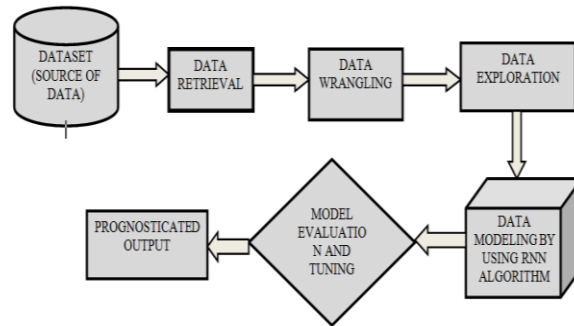 DATASET
(SOURCE OF
DATA)
DATA
RETRIEVAL
DATA
WRANGLING
DATA
EXPLORATION
DATA
MODELING BY
USING RNN
ALGORITHM
MODEL
EVALUATIO
N AND
TUNING
PROGNOSTICATED
OUTPUT